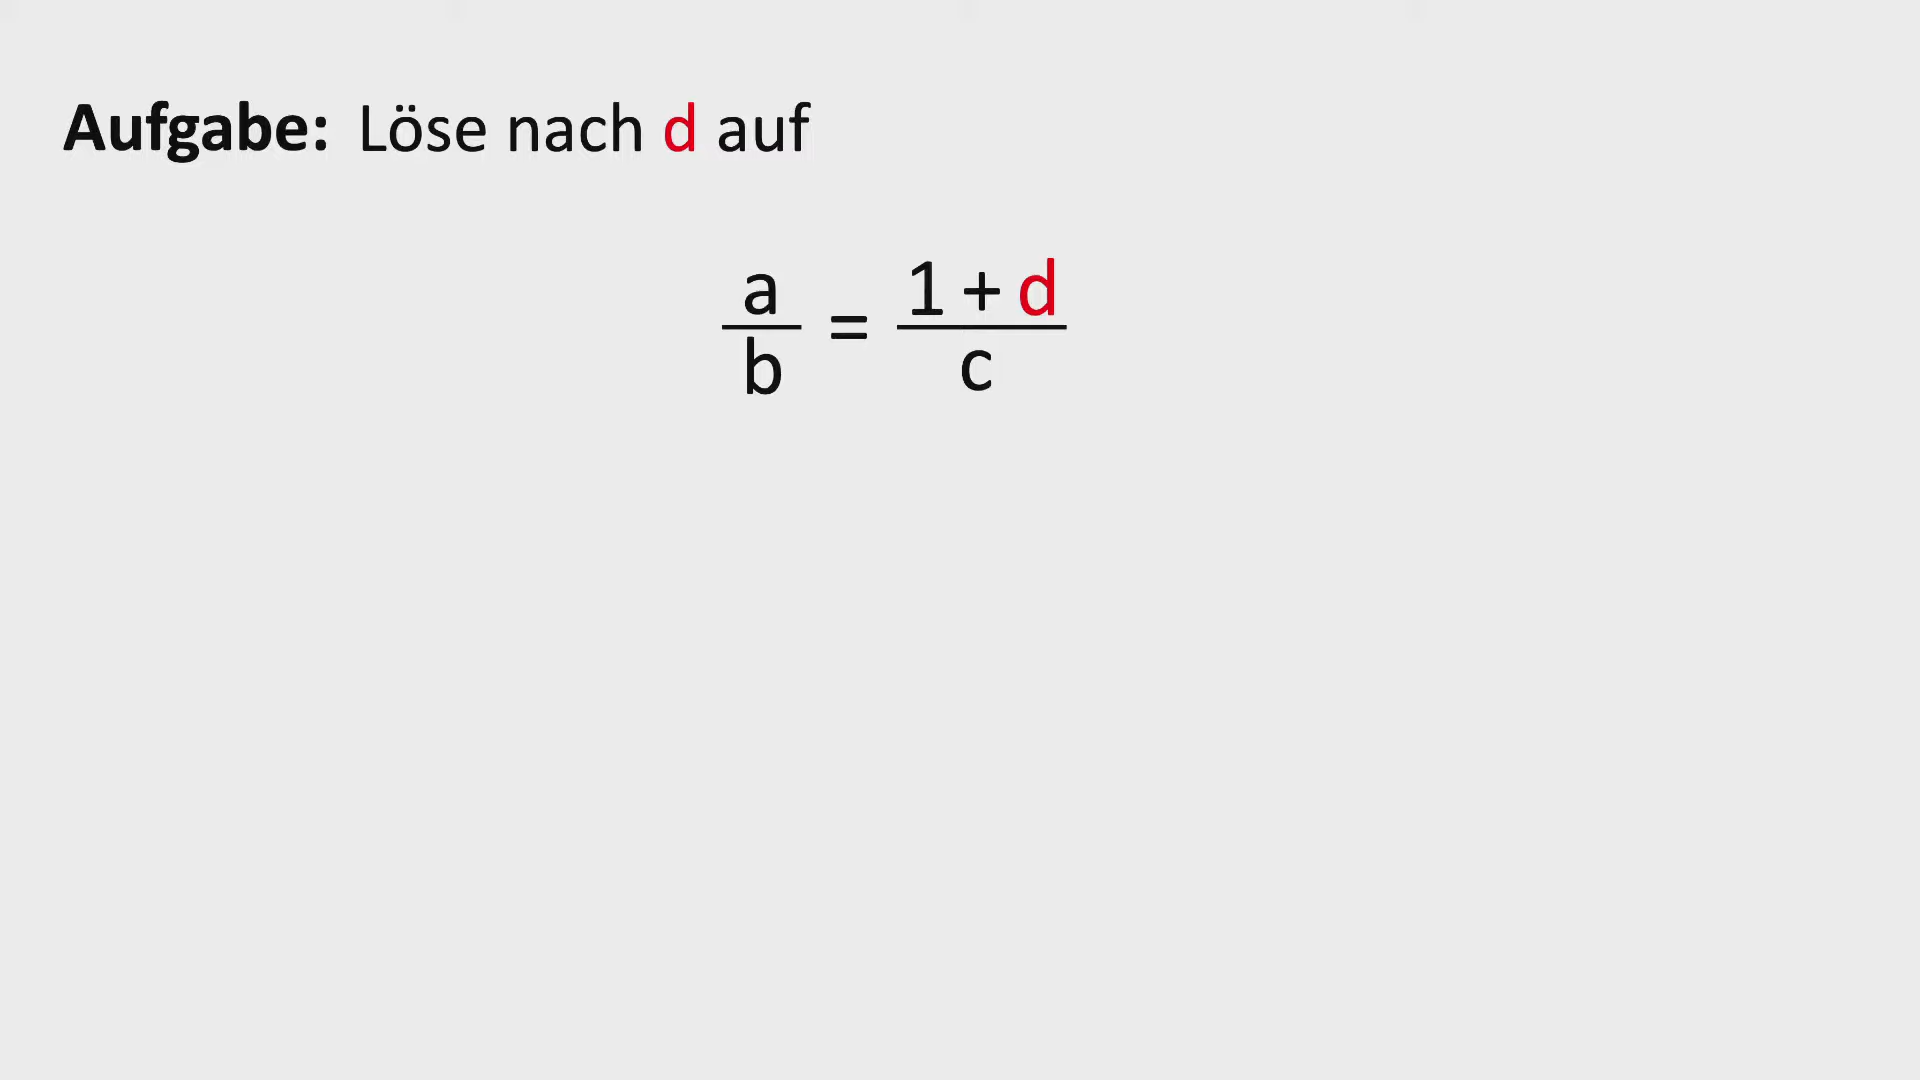 Aufgabe: Löse nach d auf
a/b = (1 + d)/c